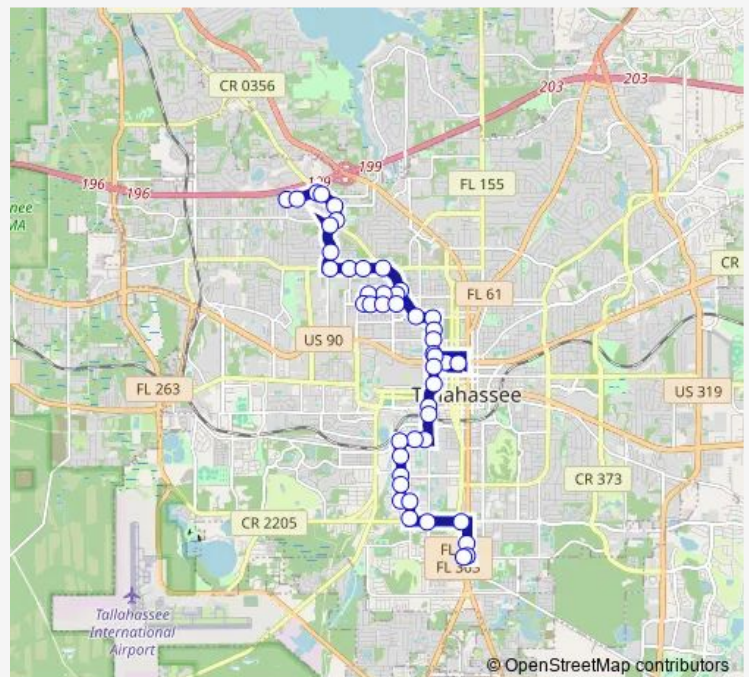 CR 0356
203
203
199
196
196
FL 155
CR
FL 61
US 90
FL 263
Tallahassee
US 319
CR 373
CR 2205
FL
FL 363
Tallahassee
International
Airport
© OpenStreetMap contributors